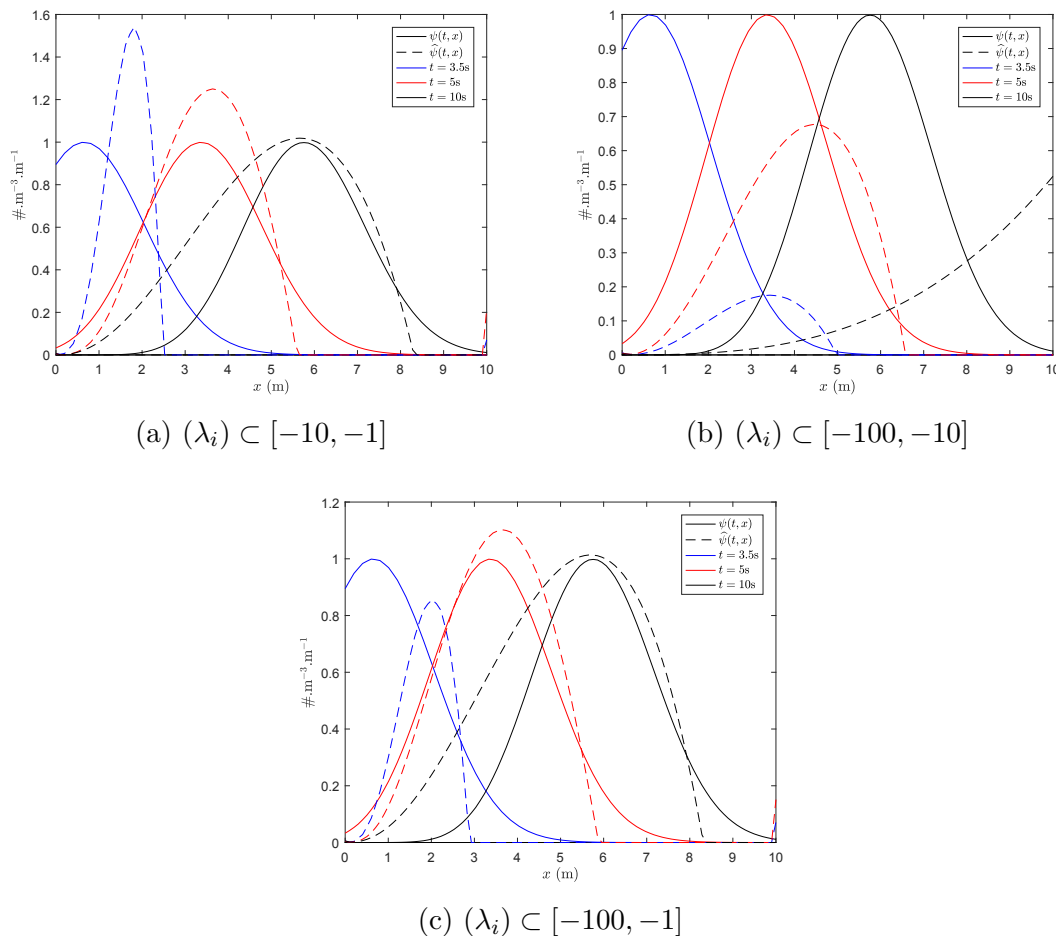 1.6
1.4
1.2
1
0.8
0.6
0.4
0.2
0
#.m⁻³.m⁻¹
0 1 2 3 4 5 6 7 8 9 10
x (m)
ψ(t, x)
ψ̂(t, x)
t = 3.5s
t = 5s
t = 10s
(a) (λᵢ) ⊂ [−10, −1]
1
0.9
0.8
0.7
0.6
0.5
0.4
0.3
0.2
0.1
0
#.m⁻³.m⁻¹
0 1 2 3 4 5 6 7 8 9 10
x (m)
ψ(t, x)
ψ̂(t, x)
t = 3.5s
t = 5s
t = 10s
(b) (λᵢ) ⊂ [−100, −10]
1.2
1
0.8
0.6
0.4
0.2
0
#.m⁻³.m⁻¹
0 1 2 3 4 5 6 7 8 9 10
x (m)
ψ(t, x)
ψ̂(t, x)
t = 3.5s
t = 5s
t = 10s
(c) (λᵢ) ⊂ [−100, −1]